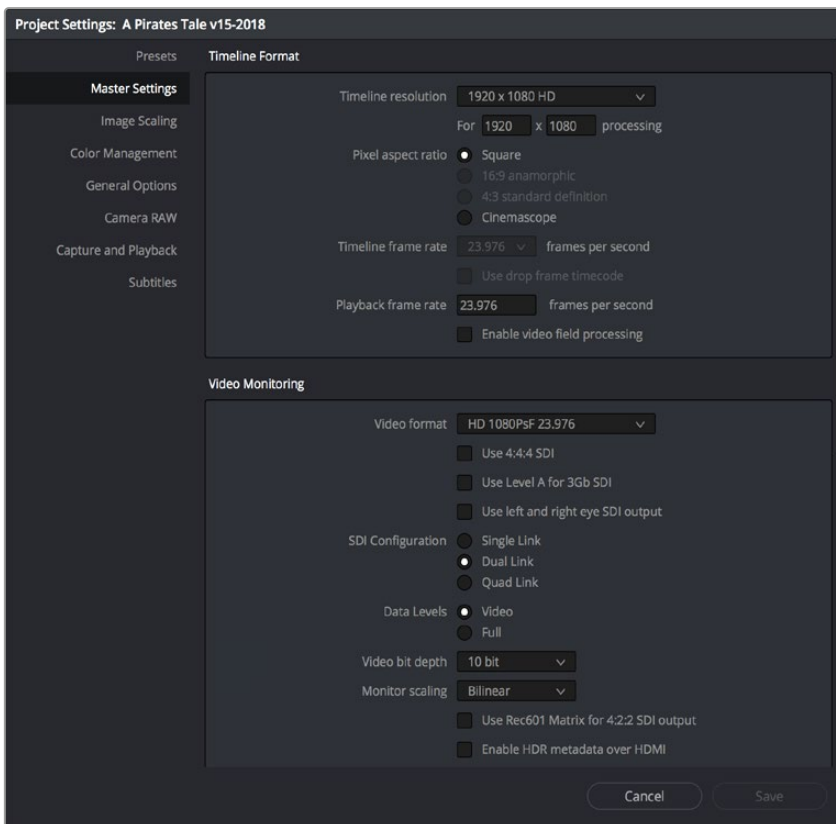 Project Settings: A Pirates Tale v15-2018
Presets
Master Settings
Image Scaling
Color Management
General Options
Camera RAW
Capture and Playback
Subtitles
Timeline Format
Timeline resolution 1920 x 1080 HD
For 1920 x 1080 processing
Pixel aspect ratio Square
16:9 anamorphic
4:3 standard definition
Cinemascope
Timeline frame rate 23.976 frames per second
Use drop frame timecode
Playback frame rate 23.976 frames per second
Enable video field processing
Video Monitoring
Video format HD 1080PsF 23.976
Use 4:4:4 SDI
Use Level A for 3Gb SDI
Use left and right eye SDI output
SDI Configuration Single Link
Dual Link
Quad Link
Data Levels Video
Full
Video bit depth 10 bit
Monitor scaling Bilinear
Use Rec601 Matrix for 4:2:2 SDI output
Enable HDR metadata over HDMI
Cancel Save